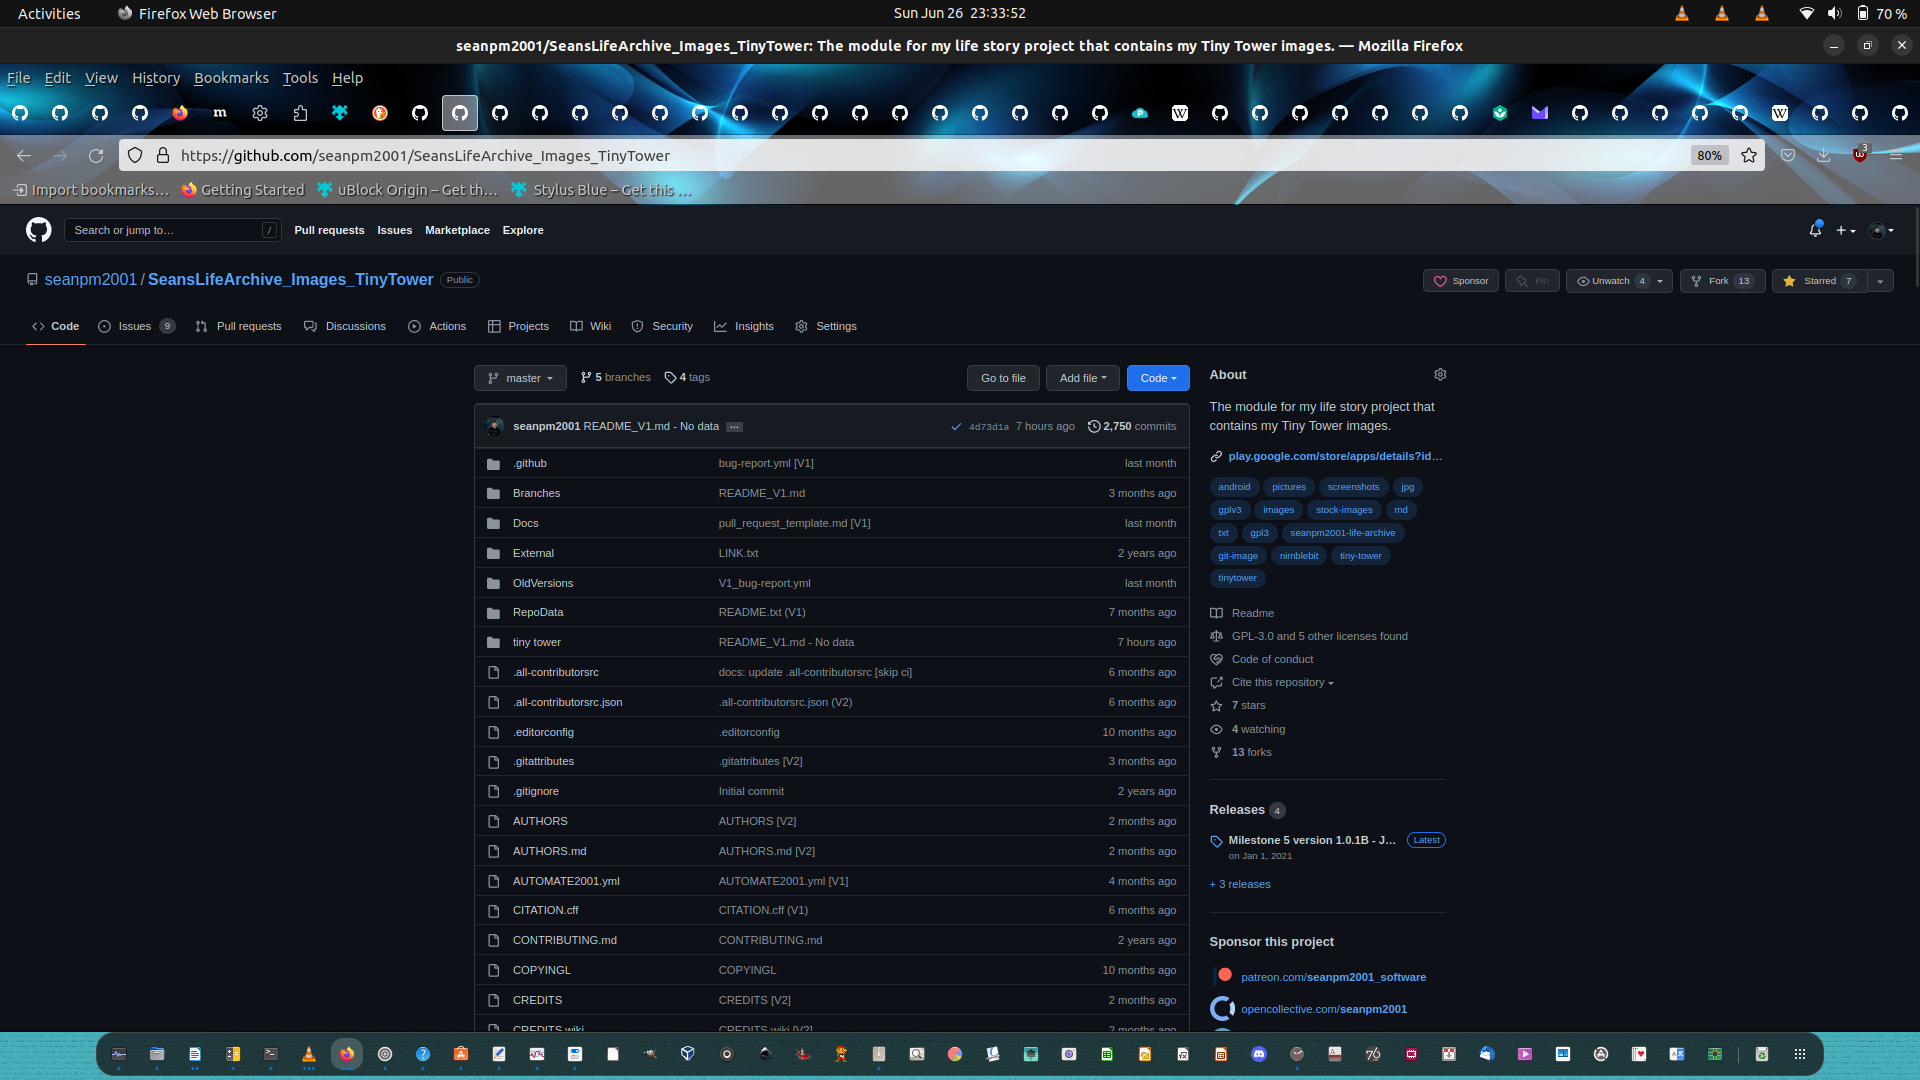 Activities Firefox Web Browser Sun Jun 26 23:33:52 70 %
seanpm2001/SeansLifeArchive_Images_TinyTower: The module for my life story project that contains my Tiny Tower images. — Mozilla Firefox
File Edit View History Bookmarks Tools Help
https://github.com/seanpm2001/SeansLifeArchive_Images_TinyTower 80% 3
Import bookmarks... Getting Started uBlock Origin – Get th... Stylus Blue – Get this ...
Search or jump to... / Pull requests Issues Marketplace Explore
seanpm2001 / SeansLifeArchive_Images_TinyTower Public Sponsor Pin Unwatch 4 Fork 13 Starred 7
Code Issues 9 Pull requests Discussions Actions Projects Wiki Security Insights Settings
master 5 branches 4 tags Go to file Add file Code
seanpm2001 README_V1.md - No data ... 4d73d1a 7 hours ago 2,750 commits
.github bug-report.yml [V1] last month
Branches README_V1.md 3 months ago
Docs pull_request_template.md [V1] last month
External LINK.txt 2 years ago
OldVersions V1_bug-report.yml last month
RepoData README.txt (V1) 7 months ago
tiny tower README_V1.md - No data 7 hours ago
.all-contributorsrc docs: update .all-contributorsrc [skip ci] 6 months ago
.all-contributorsrc.json .all-contributorsrc.json (V2) 6 months ago
.editorconfig .editorconfig 10 months ago
.gitattributes .gitattributes [V2] 3 months ago
.gitignore Initial commit 2 years ago
AUTHORS AUTHORS [V2] 2 months ago
AUTHORS.md AUTHORS.md [V2] 2 months ago
AUTOMATE2001.yml AUTOMATE2001.yml [V1] 4 months ago
CITATION.cff CITATION.cff (V1) 6 months ago
CONTRIBUTING.md CONTRIBUTING.md 2 years ago
COPYINGL COPYINGL 10 months ago
CREDITS CREDITS [V2] 2 months ago
CREDITS.wiki CREDITS.wiki [V2] 2 months ago
About
The module for my life story project that
contains my Tiny Tower images.
play.google.com/store/apps/details?id...
android pictures screenshots jpg
gplv3 images stock-images md
txt gpl3 seanpm2001-life-archive
git-image nimblebit tiny-tower
tinytower
Readme
GPL-3.0 and 5 other licenses found
Code of conduct
Cite this repository
7 stars
4 watching
13 forks
Releases 4
Milestone 5 version 1.0.1B - J... Latest
on Jan 1, 2021
+ 3 releases
Sponsor this project
patreon.com/seanpm2001_software
opencollective.com/seanpm2001